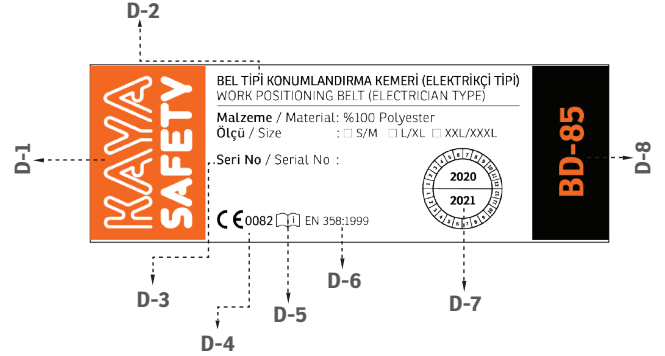 D-2
KAYA
SAFETY
BEL TİPİ KONUMLANDIRMA KEMERİ (ELEKTRİKÇİ TİPİ)
WORK POSITIONING BELT (ELECTRICIAN TYPE)
Malzeme / Material: %100 Polyester
Ölçü / Size : S/M L/XL XXL/XXXL
Seri No / Serial No :
2020
2021
CE 0082 i EN 358:1999
BD-85
D-1
D-8
D-3
D-4
D-5
D-6
D-7